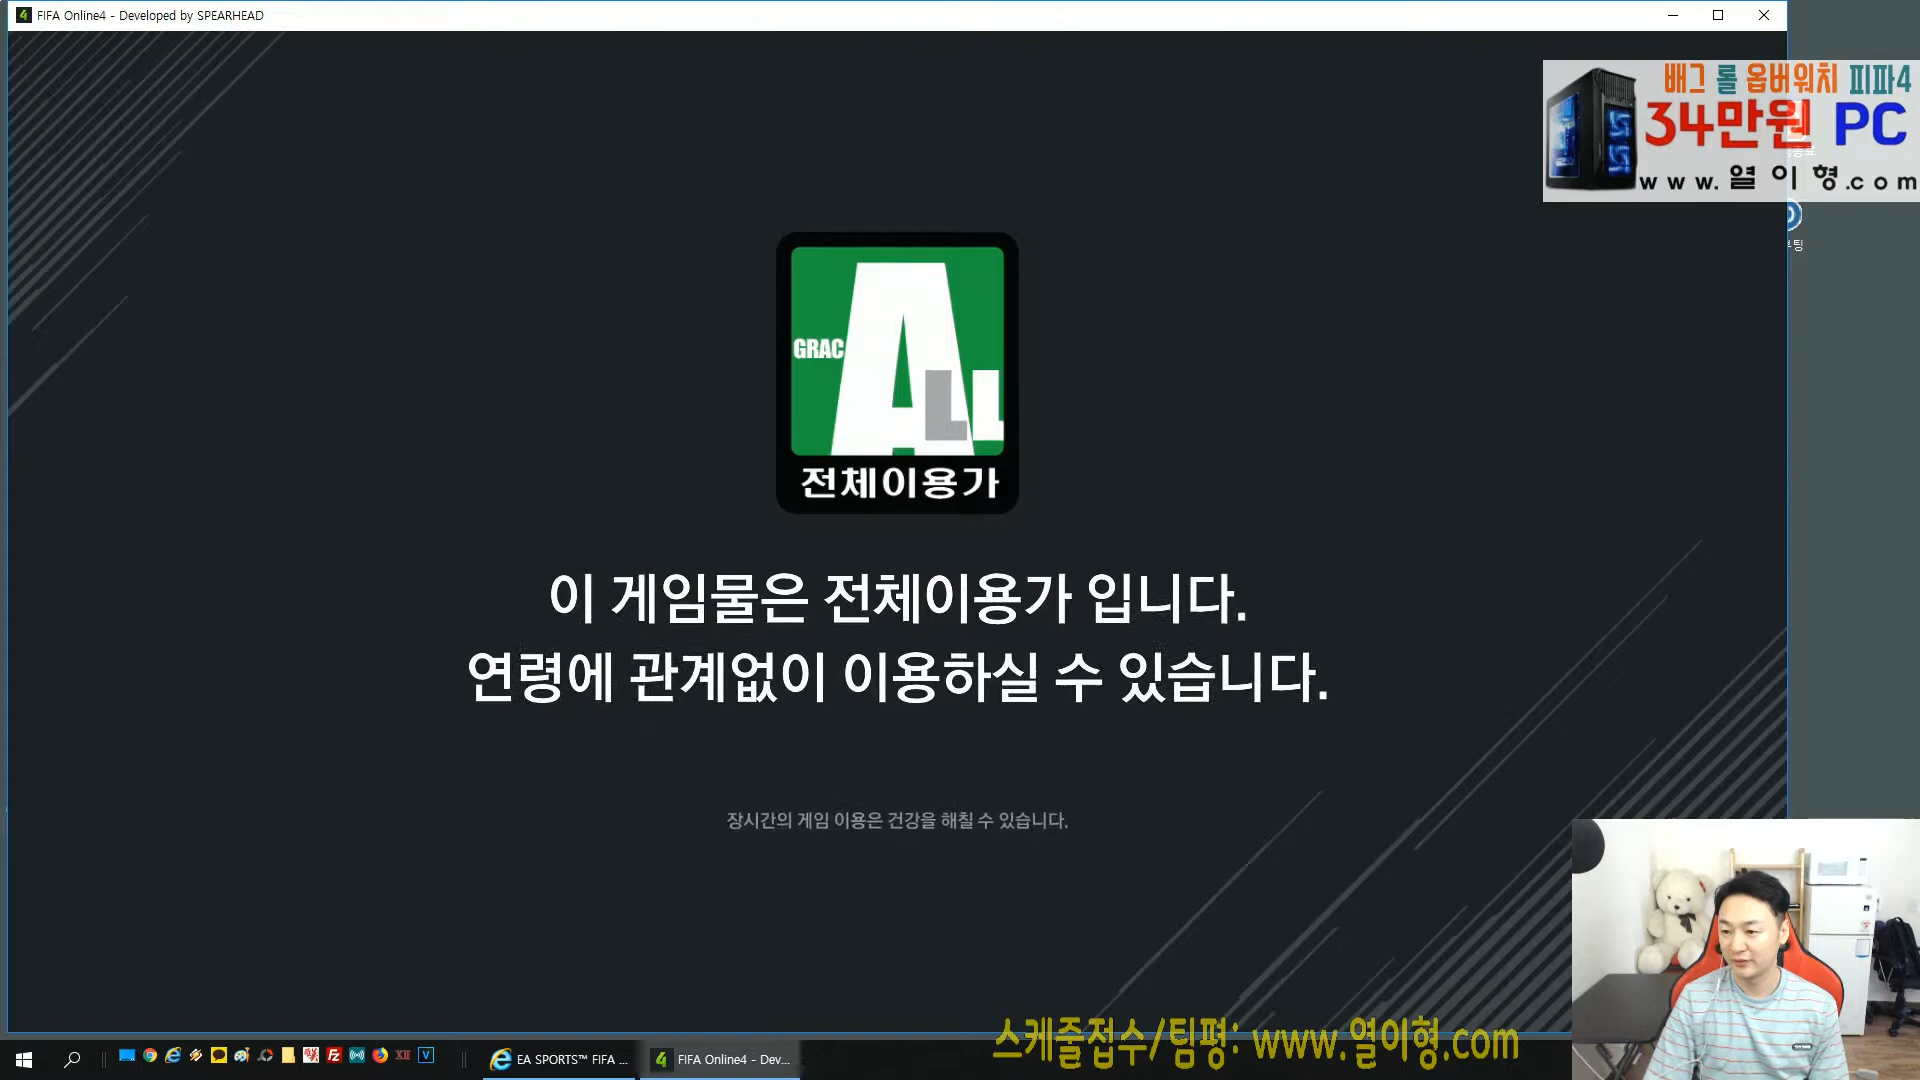 FIFA Online4 - Developed by SPEARHEAD
배그 롤 옵버워치 피파4
34만원 PC
www.열이형.com
GRAC
ALL
전체이용가
이 게임물은 전체이용가 입니다.
연령에 관계없이 이용하실 수 있습니다.
장시간의 게임 이용은 건강을 해칠 수 있습니다.
스케줄접수/팀평: www.열이형.com
EA SPORTS™ FIFA ...
FIFA Online4 - Dev...